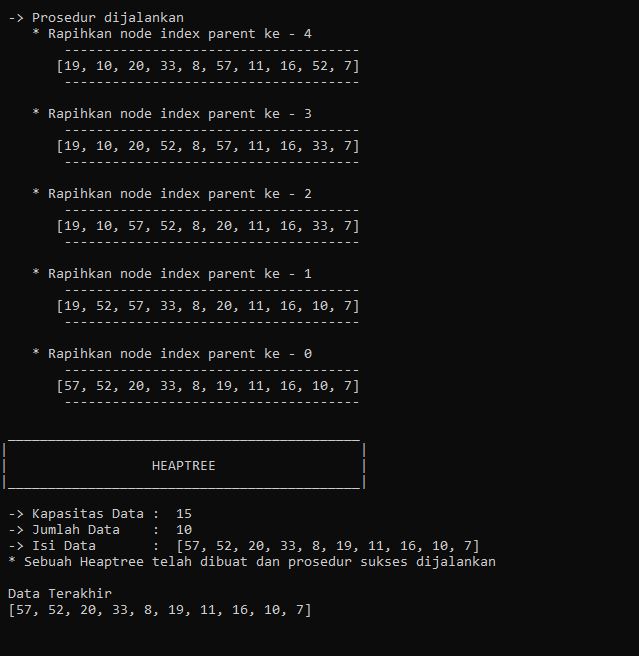 -> Prosedur dijalankan
* Rapihkan node index parent ke - 4
-------------------------------------
[19, 10, 20, 33, 8, 57, 11, 16, 52, 7]
-------------------------------------
* Rapihkan node index parent ke - 3
-------------------------------------
[19, 10, 20, 52, 8, 57, 11, 16, 33, 7]
-------------------------------------
* Rapihkan node index parent ke - 2
-------------------------------------
[19, 10, 57, 52, 8, 20, 11, 16, 33, 7]
-------------------------------------
* Rapihkan node index parent ke - 1
-------------------------------------
[19, 52, 57, 33, 8, 20, 11, 16, 10, 7]
-------------------------------------
* Rapihkan node index parent ke - 0
-------------------------------------
[57, 52, 20, 33, 8, 19, 11, 16, 10, 7]
-------------------------------------
____________________________________________
| |
| HEAPTREE |
|____________________________________________|
-> Kapasitas Data : 15
-> Jumlah Data : 10
-> Isi Data : [57, 52, 20, 33, 8, 19, 11, 16, 10, 7]
* Sebuah Heaptree telah dibuat dan prosedur sukses dijalankan
Data Terakhir
[57, 52, 20, 33, 8, 19, 11, 16, 10, 7]